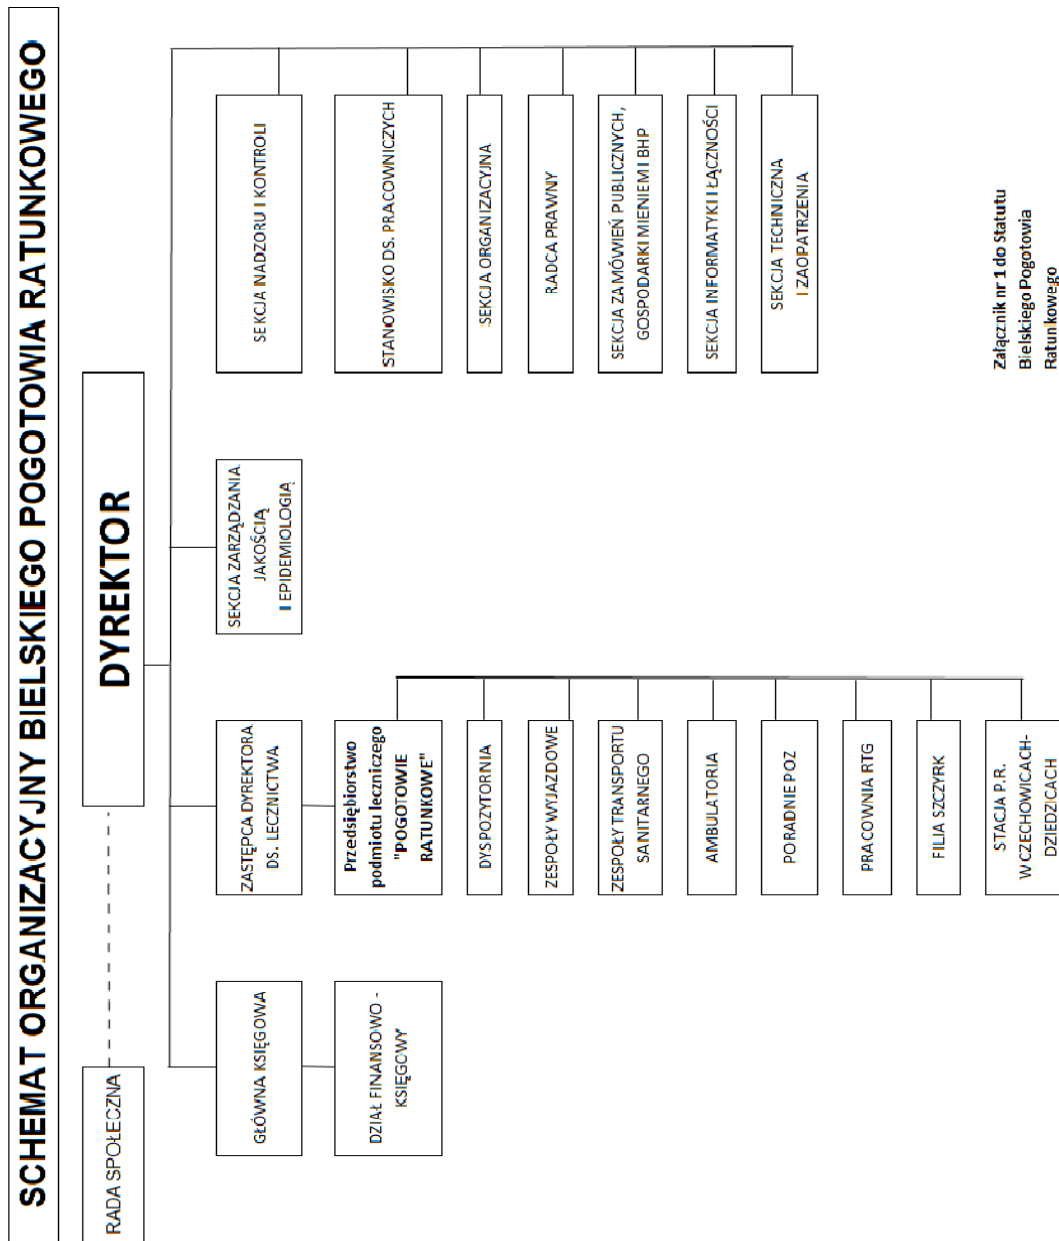 SCHEMAT ORGANIZACYJNY BIELSKIEGO POGOTOWIA RATUNKOWEGO
RADA SPOŁECZNA
DYREKTOR
GŁÓWNA KSIĘGOWA
DZIAŁ FINANSOWO -
KSIĘGOWY
ZASTĘPCA DYREKTORA
DS. LECZNICTWA
Przedsiębiorstwo
podmiotu leczniczego
"POGOTOWIE
RATUNKOWE"
DYSPOZYTORNIA
ZESPOŁY WYJAZDOWE
ZESPOŁY TRANSPORTU
SANITARNEGO
AMBULATORIA
PORADNIE POZ
PRACOWNIA RTG
FILIA SZCZYRK
STACJA P.R.
W CZECHOWICACH-
DZIEDZICACH
SEKCJA ZARZĄDZANIA
JAKOŚCIĄ
I EPIDEMIOLOGIĄ
SEKCJA NADZORU I KONTROLI
STANOWISKO DS. PRACOWNICZYCH
SEKCJA ORGANIZACYJNA
RADCA PRAWNY
SEKCJA ZAMÓWIEŃ PUBLICZNYCH,
GOSPODARKI MIENIEM I BHP
SEKCJA INFORMATYKI I ŁĄCZNOŚCI
SEKCJA TECHNICZNA
I ZAOPATRZENIA
Załącznik nr 1 do Statutu
Bielskiego Pogotowia
Ratunkowego